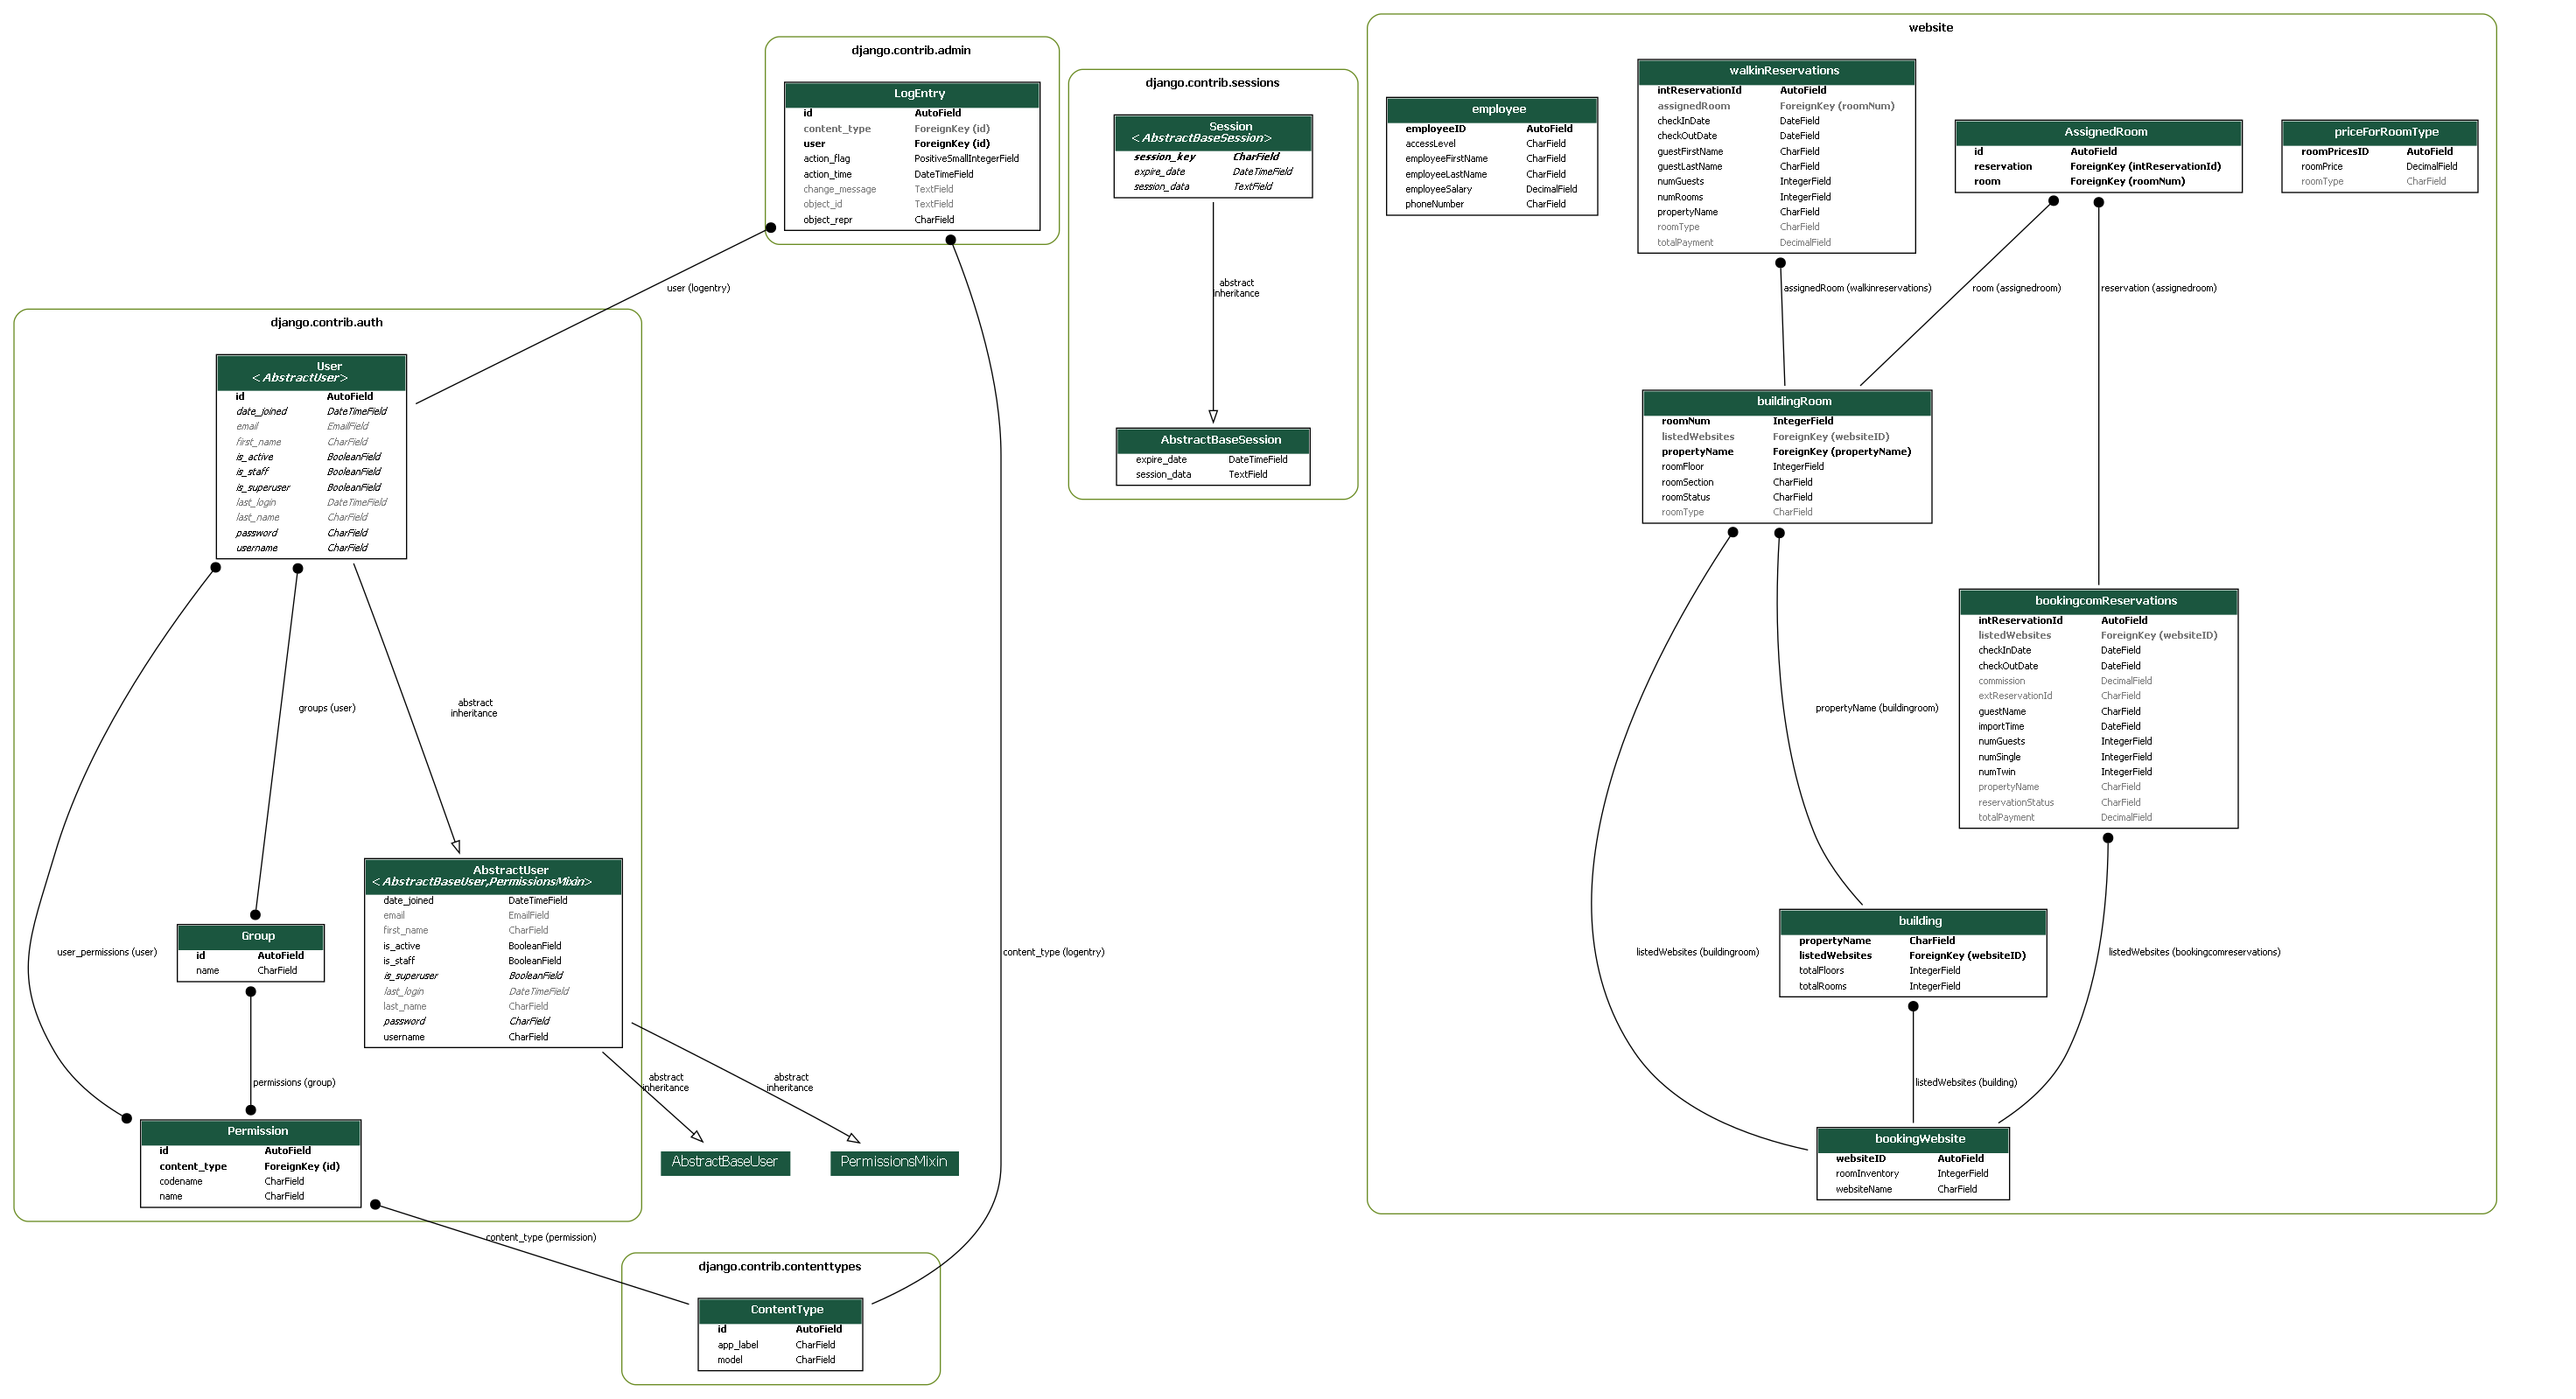 django.contrib.admin
LogEntry
id AutoField
content_type ForeignKey (id)
user ForeignKey (id)
action_flag PositiveSmallIntegerField
action_time DateTimeField
change_message TextField
object_id TextField
object_repr CharField
user (logentry)
content_type (logentry)
django.contrib.auth
User
<AbstractUser>
id AutoField
date_joined DateTimeField
email EmailField
first_name CharField
is_active BooleanField
is_staff BooleanField
is_superuser BooleanField
last_login DateTimeField
last_name CharField
password CharField
username CharField
groups (user)
abstract
inheritance
user_permissions (user)
Group
id AutoField
name CharField
permissions (group)
AbstractUser
<AbstractBaseUser,PermissionsMixin>
date_joined DateTimeField
email EmailField
first_name CharField
is_active BooleanField
is_staff BooleanField
is_superuser BooleanField
last_login DateTimeField
last_name CharField
password CharField
username CharField
abstract
inheritance
abstract
inheritance
AbstractBaseUser
PermissionsMixin
Permission
id AutoField
content_type ForeignKey (id)
codename CharField
name CharField
content_type (permission)
django.contrib.contenttypes
ContentType
id AutoField
app_label CharField
model CharField
django.contrib.sessions
Session
<AbstractBaseSession>
session_key CharField
expire_date DateTimeField
session_data TextField
abstract
inheritance
AbstractBaseSession
expire_date DateTimeField
session_data TextField
website
employee
employeeID AutoField
accessLevel CharField
employeeFirstName CharField
employeeLastName CharField
employeeSalary DecimalField
phoneNumber CharField
walkinReservations
intReservationId AutoField
assignedRoom ForeignKey (roomNum)
checkInDate DateField
checkOutDate DateField
guestFirstName CharField
guestLastName CharField
numGuests IntegerField
numRooms IntegerField
propertyName CharField
roomType CharField
totalPayment DecimalField
AssignedRoom
id AutoField
reservation ForeignKey (intReservationId)
room ForeignKey (roomNum)
priceForRoomType
roomPricesID AutoField
roomPrice DecimalField
roomType CharField
assignedRoom (walkinreservations)
room (assignedroom)
reservation (assignedroom)
buildingRoom
roomNum IntegerField
listedWebsites ForeignKey (websiteID)
propertyName ForeignKey (propertyName)
roomFloor IntegerField
roomSection CharField
roomStatus CharField
roomType CharField
bookingcomReservations
intReservationId AutoField
listedWebsites ForeignKey (websiteID)
checkInDate DateField
checkOutDate DateField
commission DecimalField
extReservationId CharField
guestName CharField
importTime DateField
numGuests IntegerField
numSingle IntegerField
numTwin IntegerField
propertyName CharField
reservationStatus CharField
totalPayment DecimalField
propertyName (buildingroom)
building
propertyName CharField
listedWebsites ForeignKey (websiteID)
totalFloors IntegerField
totalRooms IntegerField
listedWebsites (buildingroom)
listedWebsites (bookingcomreservations)
listedWebsites (building)
bookingWebsite
websiteID AutoField
roomInventory IntegerField
websiteName CharField